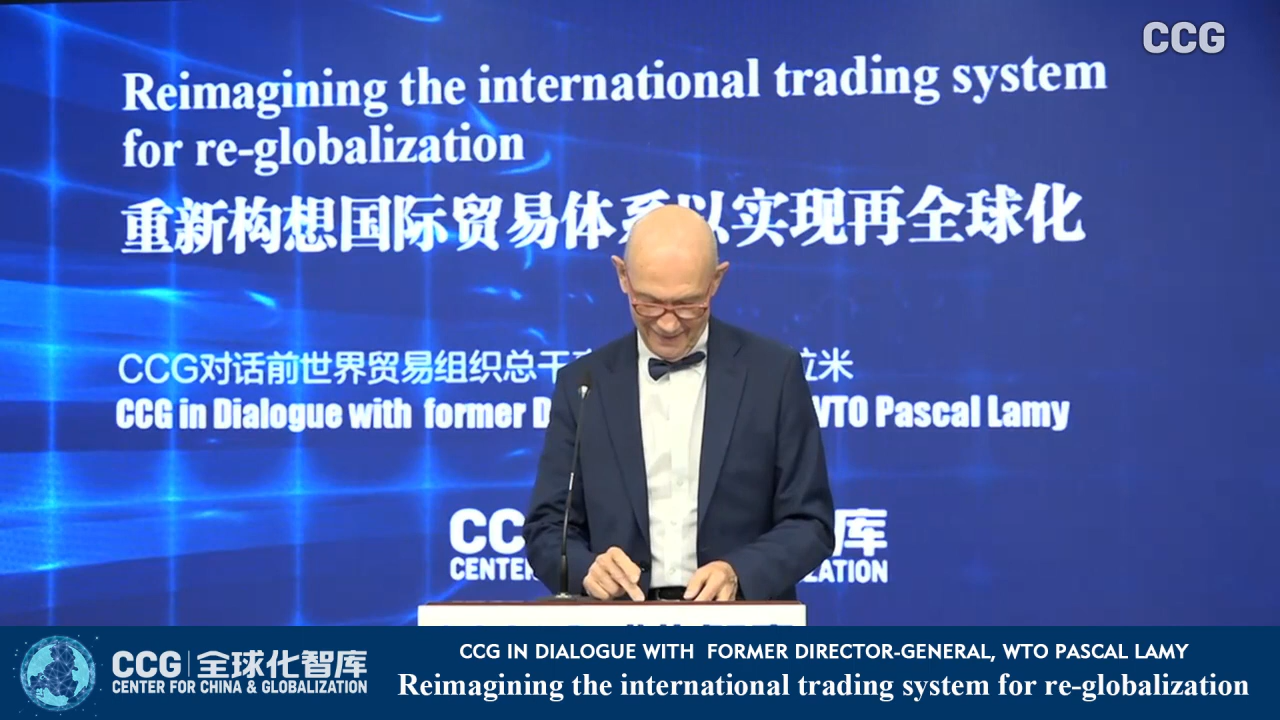 CCG
Reimagining the international trading system
for re-globalization
重新构想国际贸易体系以实现再全球化
CCG对话前世界贸易组织总干 拉米
CCG in Dialogue with former D WTO Pascal Lamy
CC 库
CENTER ZATION
CCG 全球化智库
CENTER FOR CHINA & GLOBALIZATION
CCG IN DIALOGUE WITH FORMER DIRECTOR-GENERAL, WTO PASCAL LAMY
Reimagining the international trading system for re-globalization